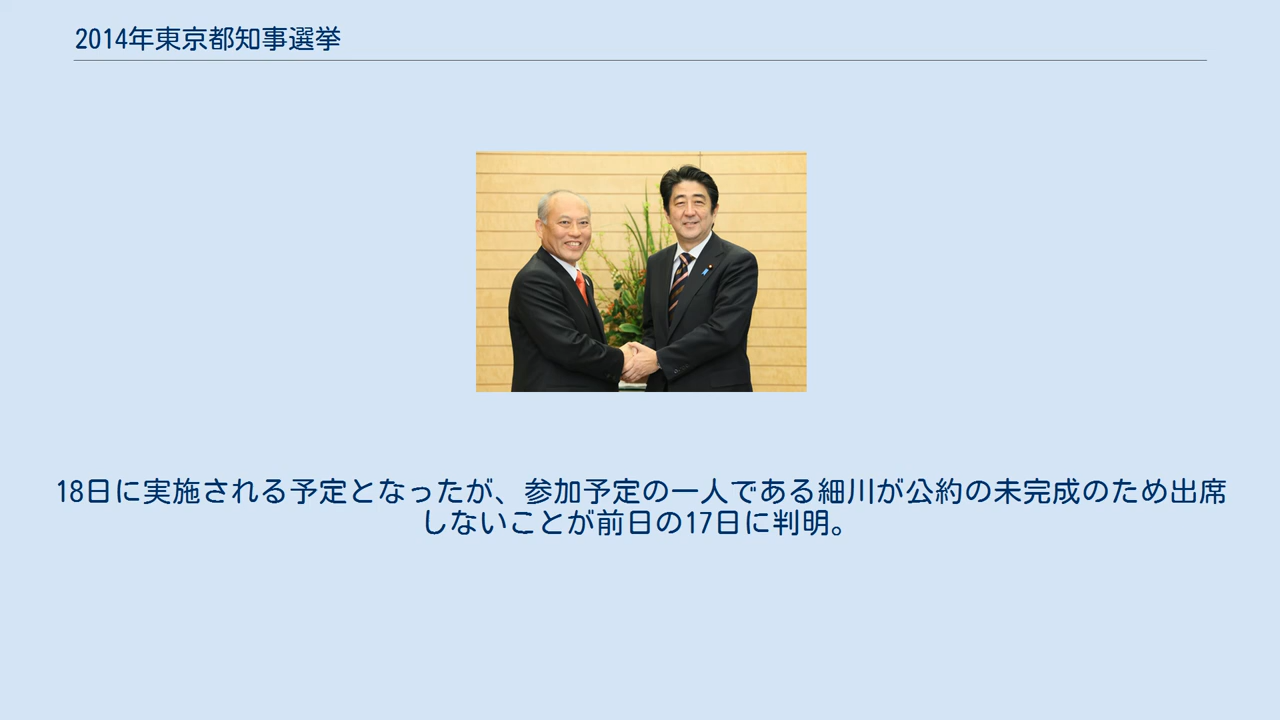 2014年東京都知事選挙
18日に実施される予定となったが、参加予定の一人である細川が公約の未完成のため出席
しないことが前日の17日に判明。